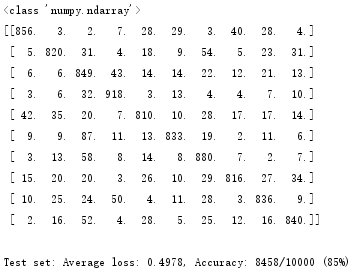 <class 'numpy.ndarray'>
[[856. 3. 2. 7. 28. 29. 3. 40. 28. 4.]
[ 5. 820. 31. 4. 18. 9. 54. 5. 23. 31.]
[ 6. 6. 849. 43. 14. 14. 22. 12. 21. 13.]
[ 3. 6. 32. 918. 3. 13. 4. 4. 7. 10.]
[ 42. 35. 20. 7. 810. 10. 28. 17. 17. 14.]
[ 9. 9. 87. 11. 13. 833. 19. 2. 11. 6.]
[ 3. 13. 58. 8. 14. 8. 880. 7. 2. 7.]
[ 15. 20. 20. 3. 26. 10. 29. 816. 27. 34.]
[ 10. 25. 24. 50. 4. 11. 28. 3. 836. 9.]
[ 2. 16. 52. 4. 28. 5. 25. 12. 16. 840.]]
Test set: Average loss: 0.4978, Accuracy: 8458/10000 (85%)